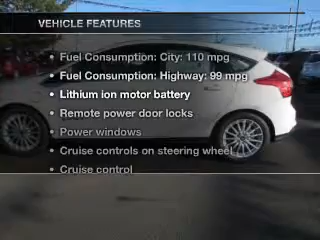 VEHICLE FEATURES
• Fuel Consumption: City: 110 mpg
• Fuel Consumption: Highway: 99 mpg
• Lithium ion motor battery
• Remote power door locks
• Power windows
• Cruise controls on steering wheel
• Cruise control